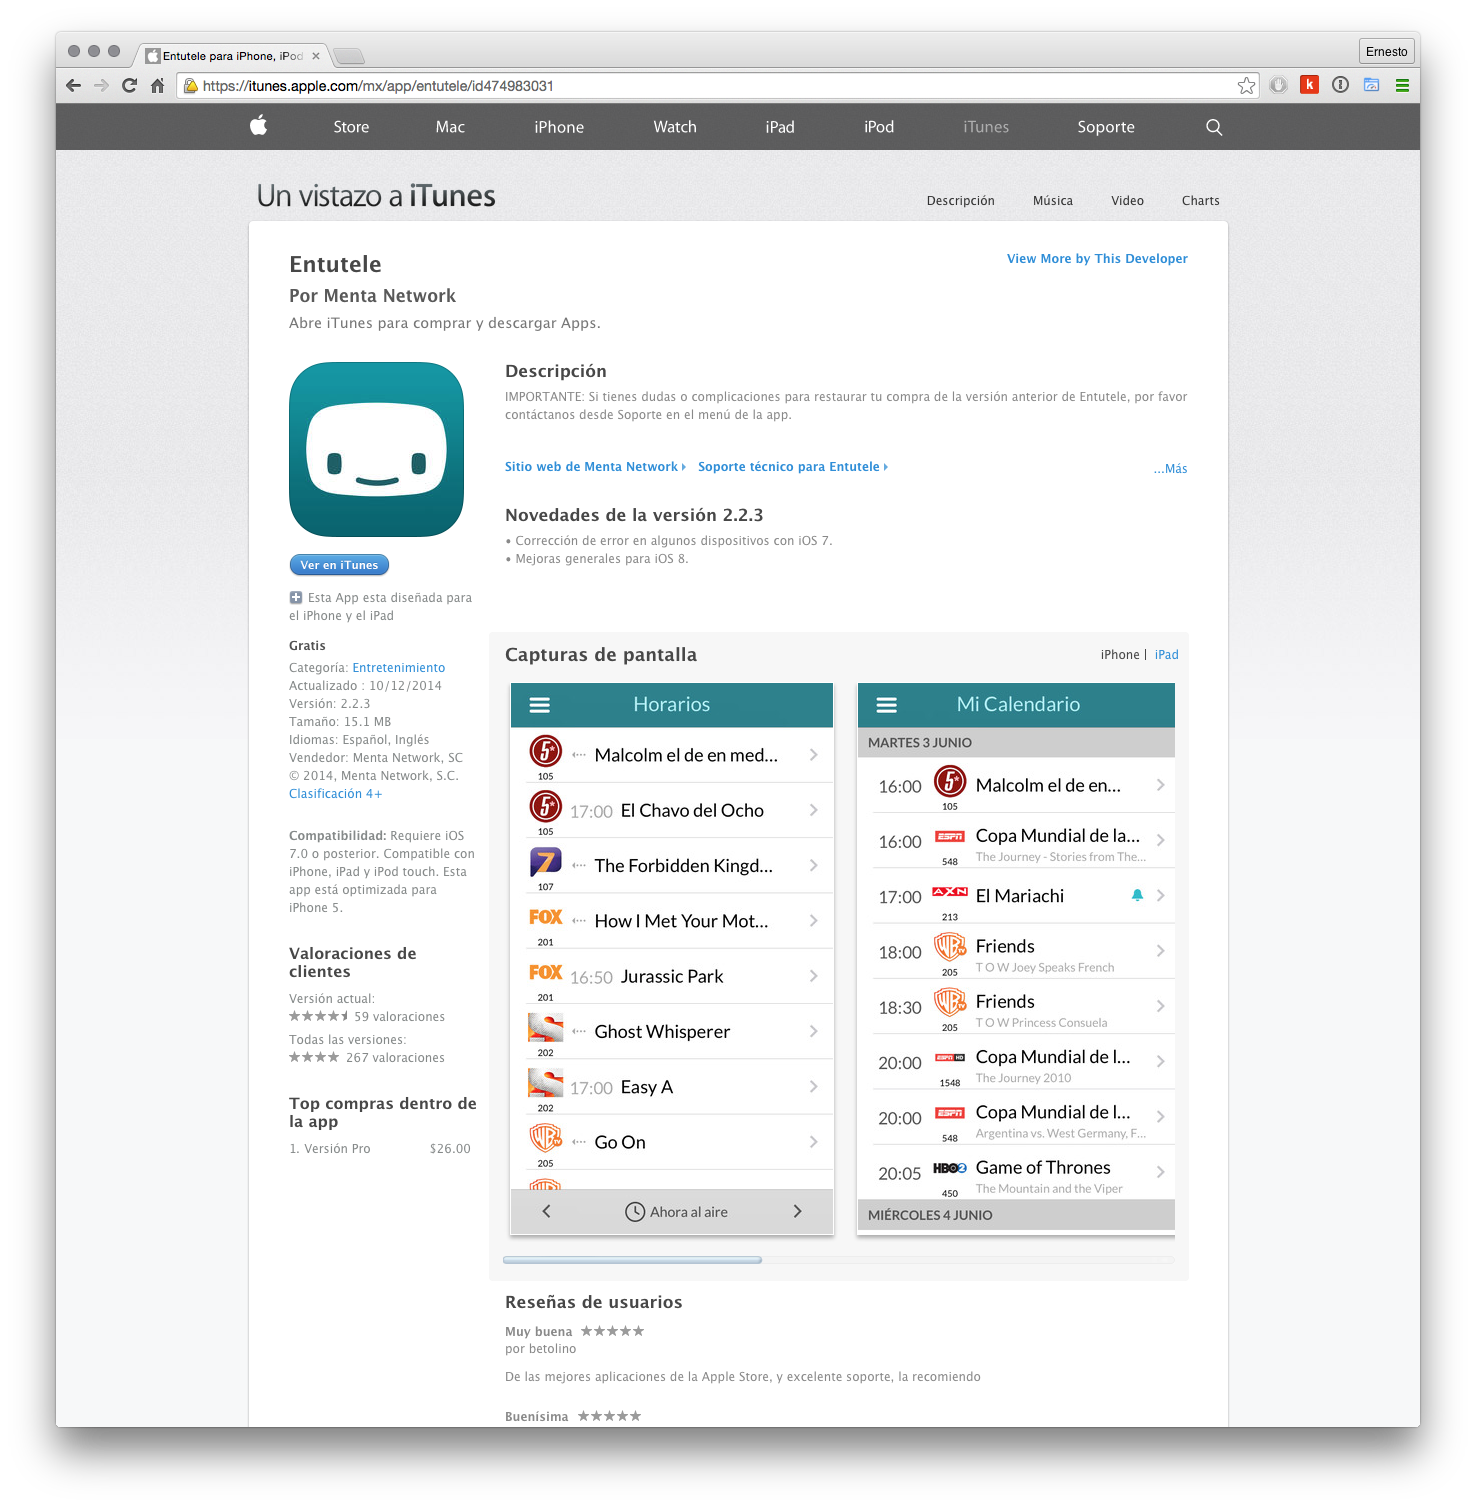 Entutele para iPhone, iPod
Ernesto
https://itunes.apple.com/mx/app/entutele/id474983031
Store Mac iPhone Watch iPad iPod iTunes Soporte
Un vistazo a iTunes
Descripción Música Video Charts
Entutele
View More by This Developer
Por Menta Network
Abre iTunes para comprar y descargar Apps.
Descripción
IMPORTANTE: Si tienes dudas o complicaciones para restaurar tu compra de la versión anterior de Entutele, por favor
contáctanos desde Soporte en el menú de la app.
Sitio web de Menta Network Soporte técnico para Entutele ...Más
Novedades de la versión 2.2.3
• Corrección de error en algunos dispositivos con iOS 7.
• Mejoras generales para iOS 8.
Ver en iTunes
Esta App esta diseñada para
el iPhone y el iPad
Gratis
Categoría: Entretenimiento
Actualizado : 10/12/2014
Versión: 2.2.3
Tamaño: 15.1 MB
Idiomas: Español, Inglés
Vendedor: Menta Network, SC
© 2014, Menta Network, S.C.
Clasificación 4+
Compatibilidad: Requiere iOS
7.0 o posterior. Compatible con
iPhone, iPad y iPod touch. Esta
app está optimizada para
iPhone 5.
Valoraciones de
clientes
Versión actual:
★★★★ 59 valoraciones
Todas las versiones:
★★★★ 267 valoraciones
Top compras dentro de
la app
1. Versión Pro $26.00
Capturas de pantalla
iPhone | iPad
Horarios
5* 105 Malcolm el de en med...
5* 105 17:00 El Chavo del Ocho
7 107 The Forbidden Kingd...
FOX 201 How I Met Your Mot...
FOX 201 16:50 Jurassic Park
S 202 Ghost Whisperer
S 202 17:00 Easy A
WB TV 205 Go On
Ahora al aire
Mi Calendario
MARTES 3 JUNIO
16:00 5* 105 Malcolm el de en...
16:00 ESPN 548 Copa Mundial de la...
The Journey - Stories from The...
17:00 AXN 213 El Mariachi
18:00 WB TV 205 Friends
T O W Joey Speaks French
18:30 WB TV 205 Friends
T O W Princess Consuela
20:00 ESPN HD 1548 Copa Mundial de l...
The Journey 2010
20:00 ESPN 548 Copa Mundial de l...
Argentina vs. West Germany, F...
20:05 HBO2 450 Game of Thrones
The Mountain and the Viper
MIÉRCOLES 4 JUNIO
Reseñas de usuarios
Muy buena ★★★★★
por betolino
De las mejores aplicaciones de la Apple Store, y excelente soporte, la recomiendo
Buenísima ★★★★★